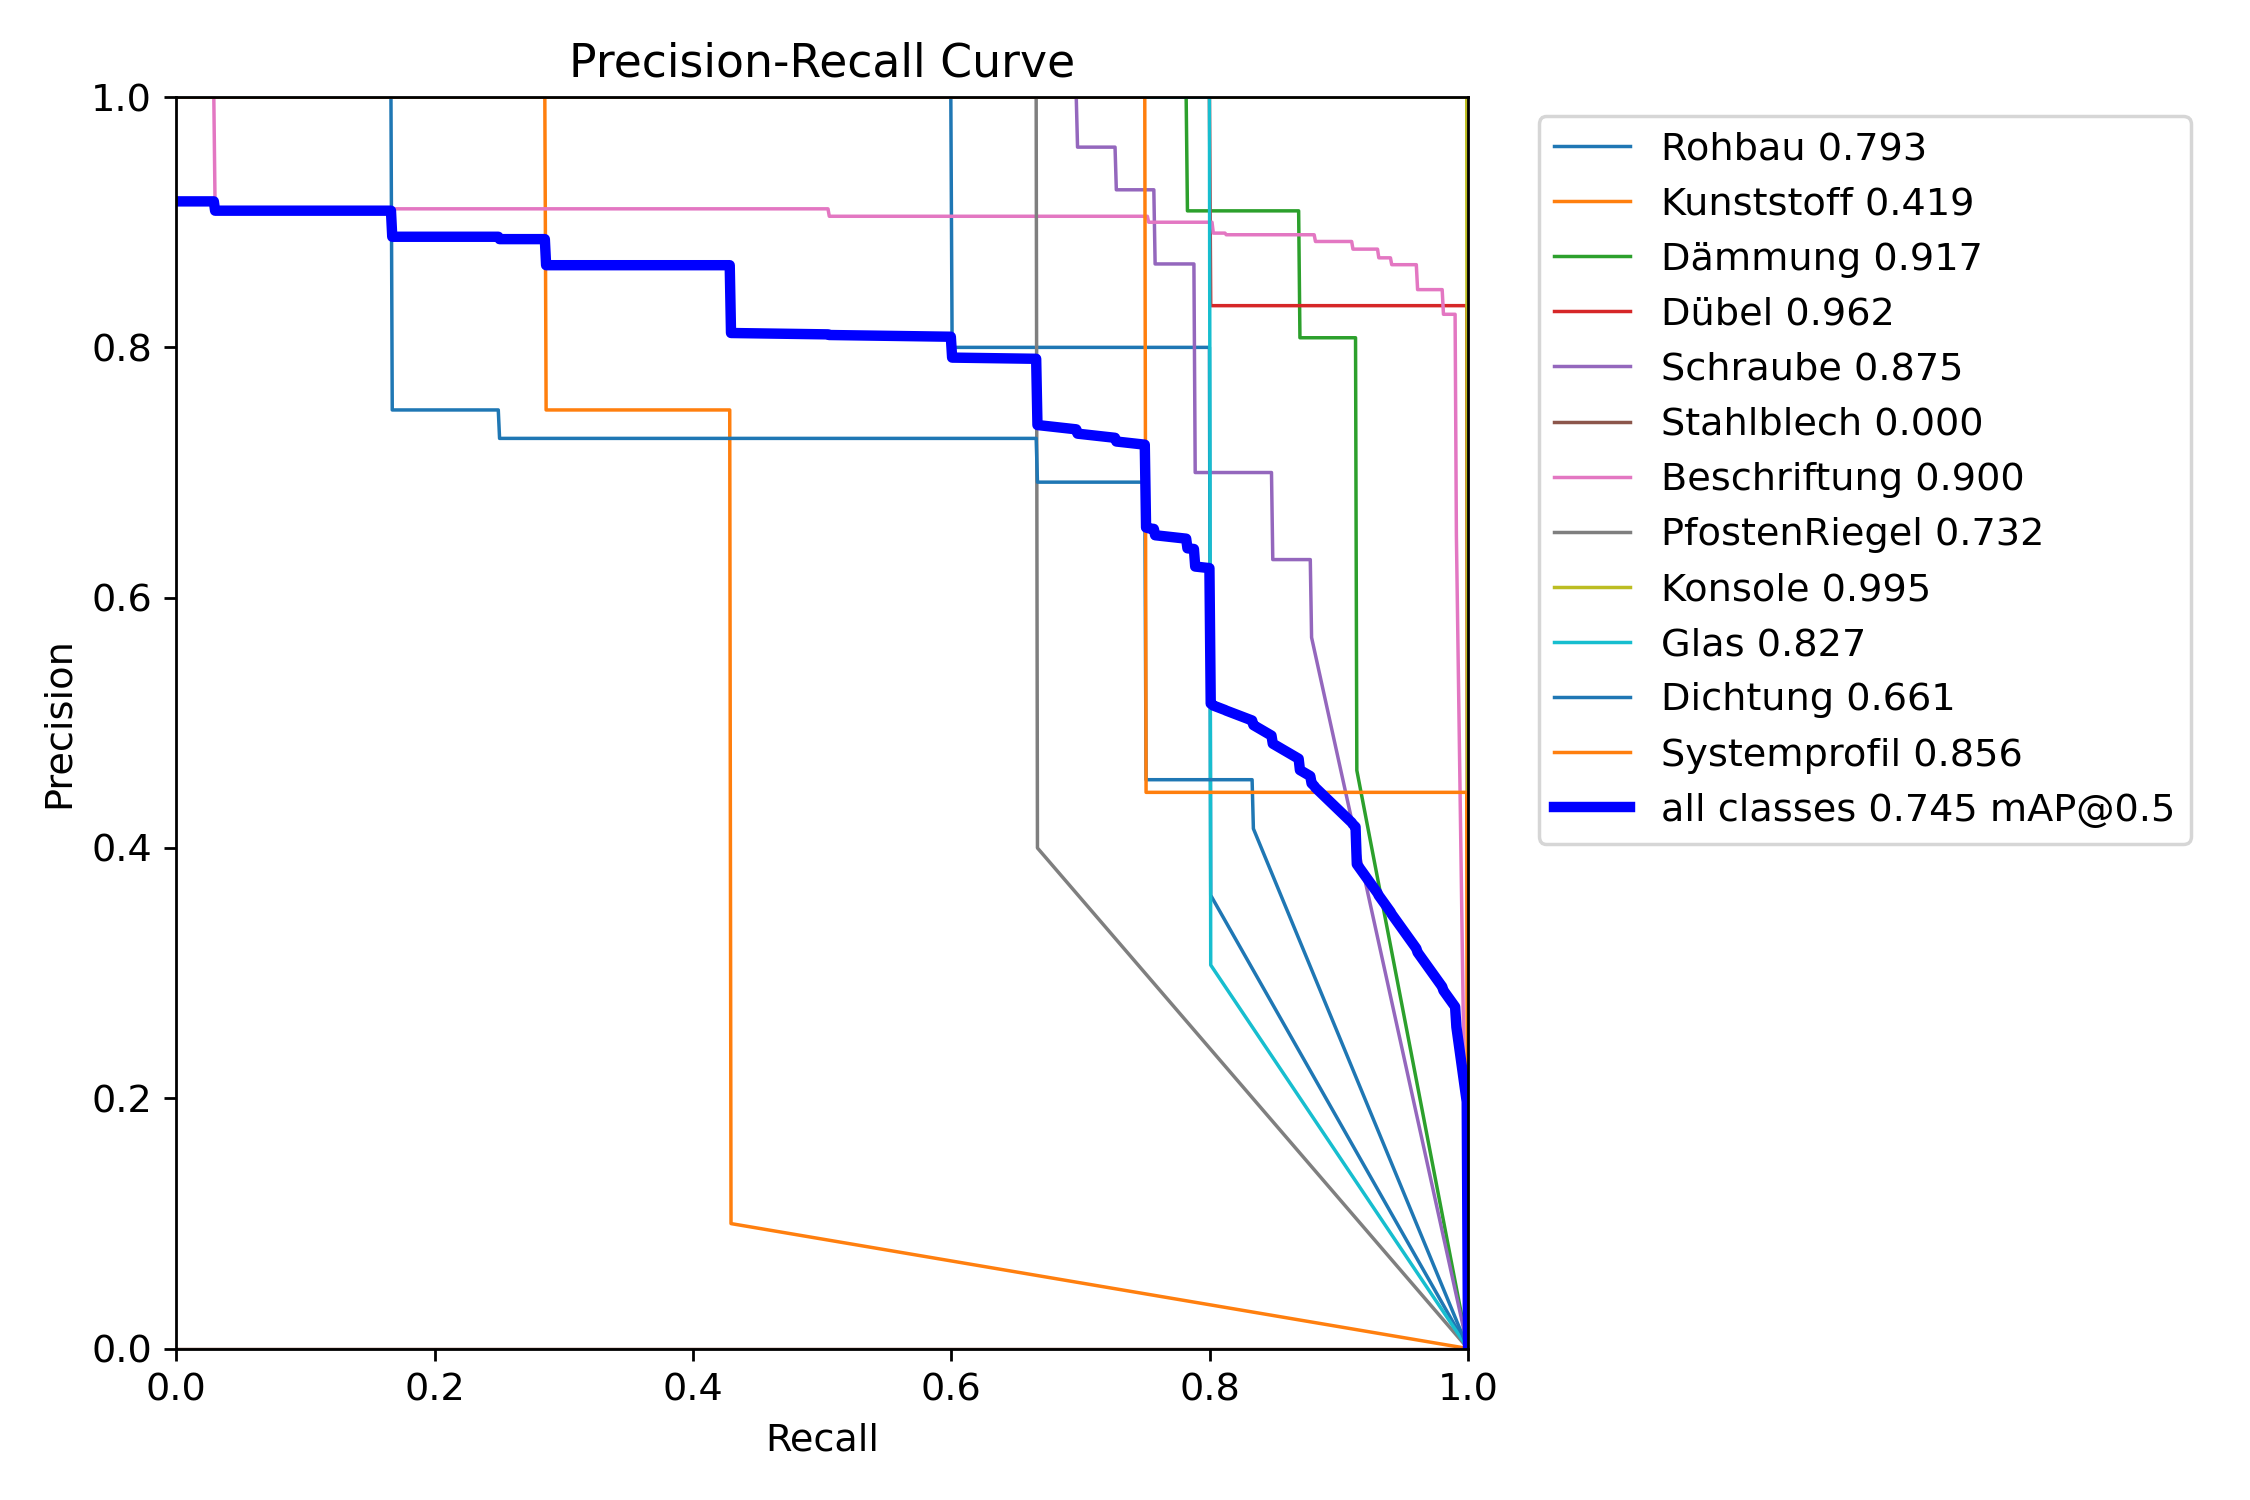 Precision-Recall Curve
1.0
0.8
0.6
0.4
0.2
0.0
Precision
0.0 0.2 0.4 0.6 0.8 1.0
Recall
Rohbau 0.793
Kunststoff 0.419
Dämmung 0.917
Dübel 0.962
Schraube 0.875
Stahlblech 0.000
Beschriftung 0.900
PfostenRiegel 0.732
Konsole 0.995
Glas 0.827
Dichtung 0.661
Systemprofil 0.856
all classes 0.745 mAP@0.5